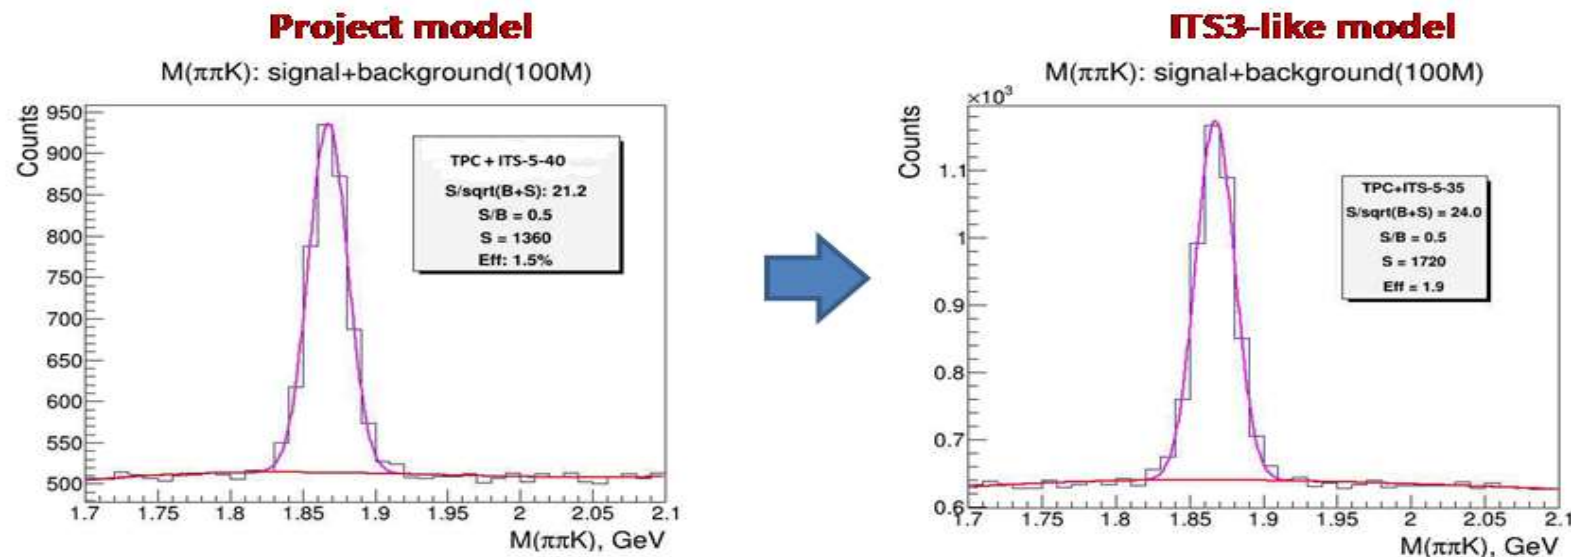 Project model
M(ππK): signal+background(100M)
Counts
950
900
850
800
750
700
650
600
550
500
TPC + ITS-5-40
S/sqrt(B+S): 21.2
S/B = 0.5
S = 1360
Eff: 1.5%
1.7 1.75 1.8 1.85 1.9 1.95 2 2.05 2.1
M(ππK), GeV
ITS3-like model
M(ππK): signal+background(100M)
×10³
Counts
1.1
1
0.9
0.8
0.7
0.6
TPC+ITS-5-35
S/sqrt(B+S) = 24.0
S/B = 0.5
S = 1720
Eff = 1.9
1.7 1.75 1.8 1.85 1.9 1.95 2 2.05 2.1
M(ππK), GeV